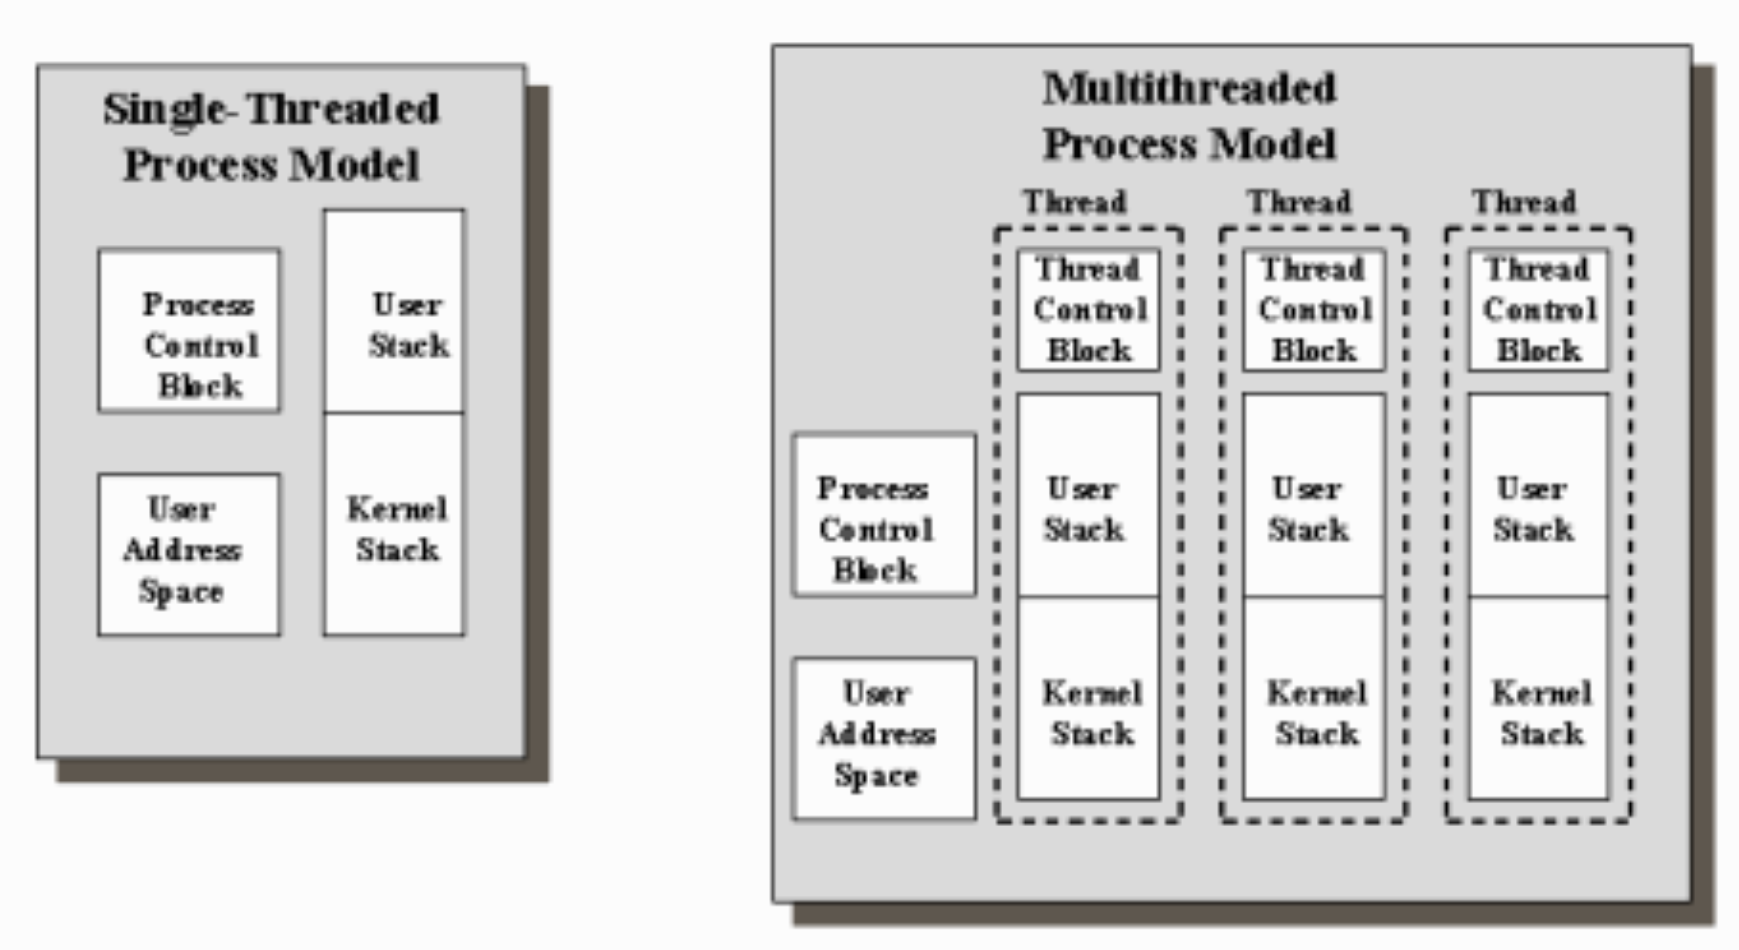 Single-Threaded
Process Model
Process
Control
Block
User
Stack
User
Address
Space
Kernel
Stack
Multithreaded
Process Model
Thread
Thread
Thread
Thread
Control
Block
Thread
Control
Block
Thread
Control
Block
Process
Control
Block
User
Stack
User
Stack
User
Stack
User
Address
Space
Kernel
Stack
Kernel
Stack
Kernel
Stack